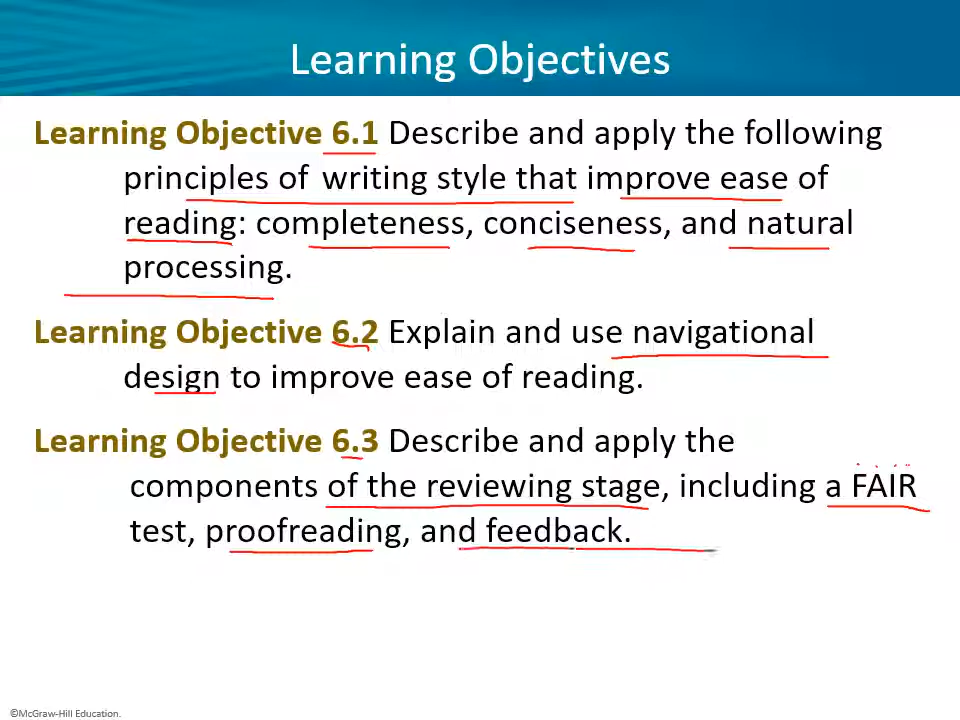 Learning Objectives
Learning Objective 6.1 Describe and apply the following
principles of writing style that improve ease of
reading: completeness, conciseness, and natural
processing.
Learning Objective 6.2 Explain and use navigational
design to improve ease of reading.
Learning Objective 6.3 Describe and apply the
components of the reviewing stage, including a FAIR
test, proofreading, and feedback.
©McGraw-Hill Education.